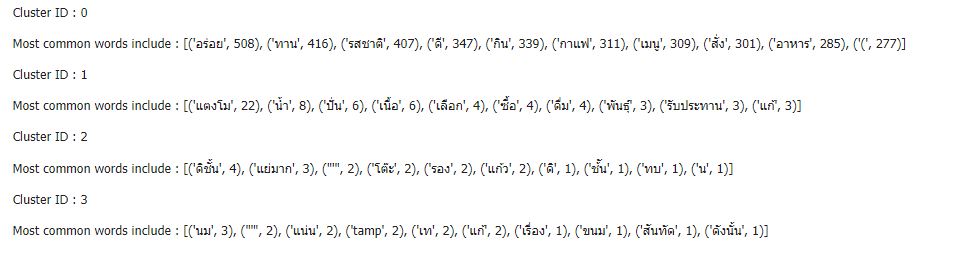 Cluster ID : 0
Most common words include : [('อร่อย', 508), ('ทาน', 416), ('รสชาติ', 407), ('ดี', 347), ('กิน', 339), ('กาแฟ', 311), ('เมนู', 309), ('สั่ง', 301), ('อาหาร', 285), ('(', 277)]
Cluster ID : 1
Most common words include : [('แตงโม', 22), ('น้ำ', 8), ('ปั่น', 6), ('เนื้อ', 6), ('เลือก', 4), ('ซื้อ', 4), ('ดื่ม', 4), ('พันธุ์', 3), ('รับประทาน', 3), ('แก้', 3)]
Cluster ID : 2
Most common words include : [('ดิชั้น', 4), ('แย่มาก', 3), ('"'', 2), ('โต๊ะ', 2), ('รอง', 2), ('แก้ว', 2), ('ดิ', 1), ('ชั้น', 1), ('ทบ', 1), ('น', 1)]
Cluster ID : 3
Most common words include : [('นม', 3), ('"'', 2), ('แน่น', 2), ('tamp', 2), ('เท', 2), ('แก้', 2), ('เรื่อง', 1), ('ขนม', 1), ('สันทัด', 1), ('ดังนั้น', 1)]